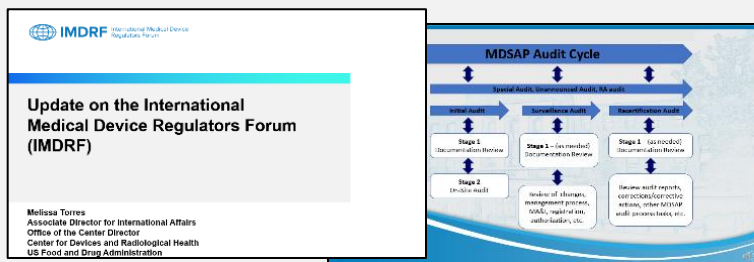 IMDRF International Medical Device
Regulators Forum
Update on the International
Medical Device Regulators Forum
(IMDRF)
Melissa Torres
Associate Director for International Affairs
Office of the Center Director
Center for Devices and Radiological Health
US Food and Drug Administration
MDSAP Audit Cycle
Special Audit, Unannounced Audit, RA audit
Initial Audit
Surveillance Audit
Recertification Audit
Stage 1
Documentation Review
Stage 1 – (as needed)
Documentation Review
Stage 1 (as needed)
Documentation Review
Stage 2
On-Site Audit
Review of changes,
management process,
MA&I, registration,
authorization, etc.
Review audit reports,
corrections/corrective
actions, other MDSAP
audit process tasks, etc.